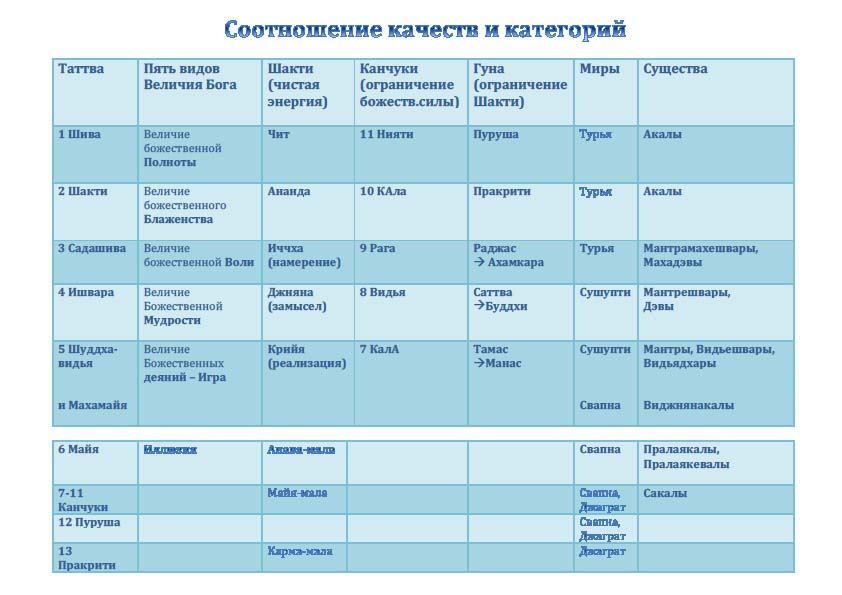 Соотношение качеств и категорий
Таттва
Пять видов
Величия Бога
Шакти
(чистая
энергия)
Канчуки
(ограничение
божеств.силы)
Гуна
(ограничение
Шакти)
Миры
Существа
1 Шива
Величие
божественной
Полноты
Чит
11 Нияти
Пуруша
Турья
Акалы
2 Шакти
Величие
божественного
Блаженства
Ананда
10 КАла
Пракрити
Турья
Акалы
3 Садашива
Величие
божественной Воли
Иччха
(намерение)
9 Рага
Раджас
→ Ахамкара
Турья
Мантрамахешвары,
Махадэвы
4 Ишвара
Величие
Божественной
Мудрости
Джняна
(замысел)
8 Видья
Саттва
→Буддхи
Сушупти
Мантрешвары,
Дэвы
5 Шуддха-
видья
и Махамайя
Величие
Божественных
деяний – Игра
Крийя
(реализация)
7 КалА
Тамас
→Манас
Сушупти
Свапна
Мантры, Видьешвары,
Видьядхары
Виджнянакалы
6 Майя
Иллюзия
Анава-мала
Свапна
Пралаякалы,
Пралаякевалы
7-11
Канчуки
Майя-мала
Свапна,
Джаграт
Сакалы
12 Пуруша
Свапна,
Джаграт
13
Пракрити
Карма-мала
Джаграт